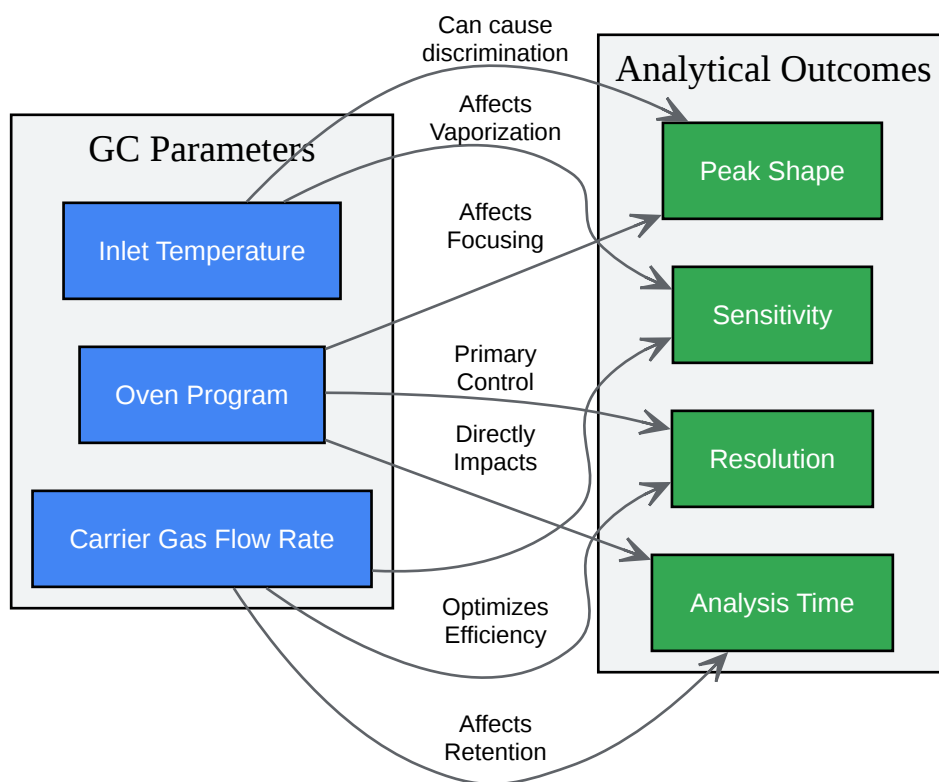 Can cause
discrimination
Analytical Outcomes
Affects
Vaporization
GC Parameters
Peak Shape
Inlet Temperature
Affects
Focusing
Sensitivity
Primary
Control
Oven Program
Directly
Impacts
Resolution
Carrier Gas Flow Rate
Optimizes
Efficiency
Analysis Time
Affects
Retention